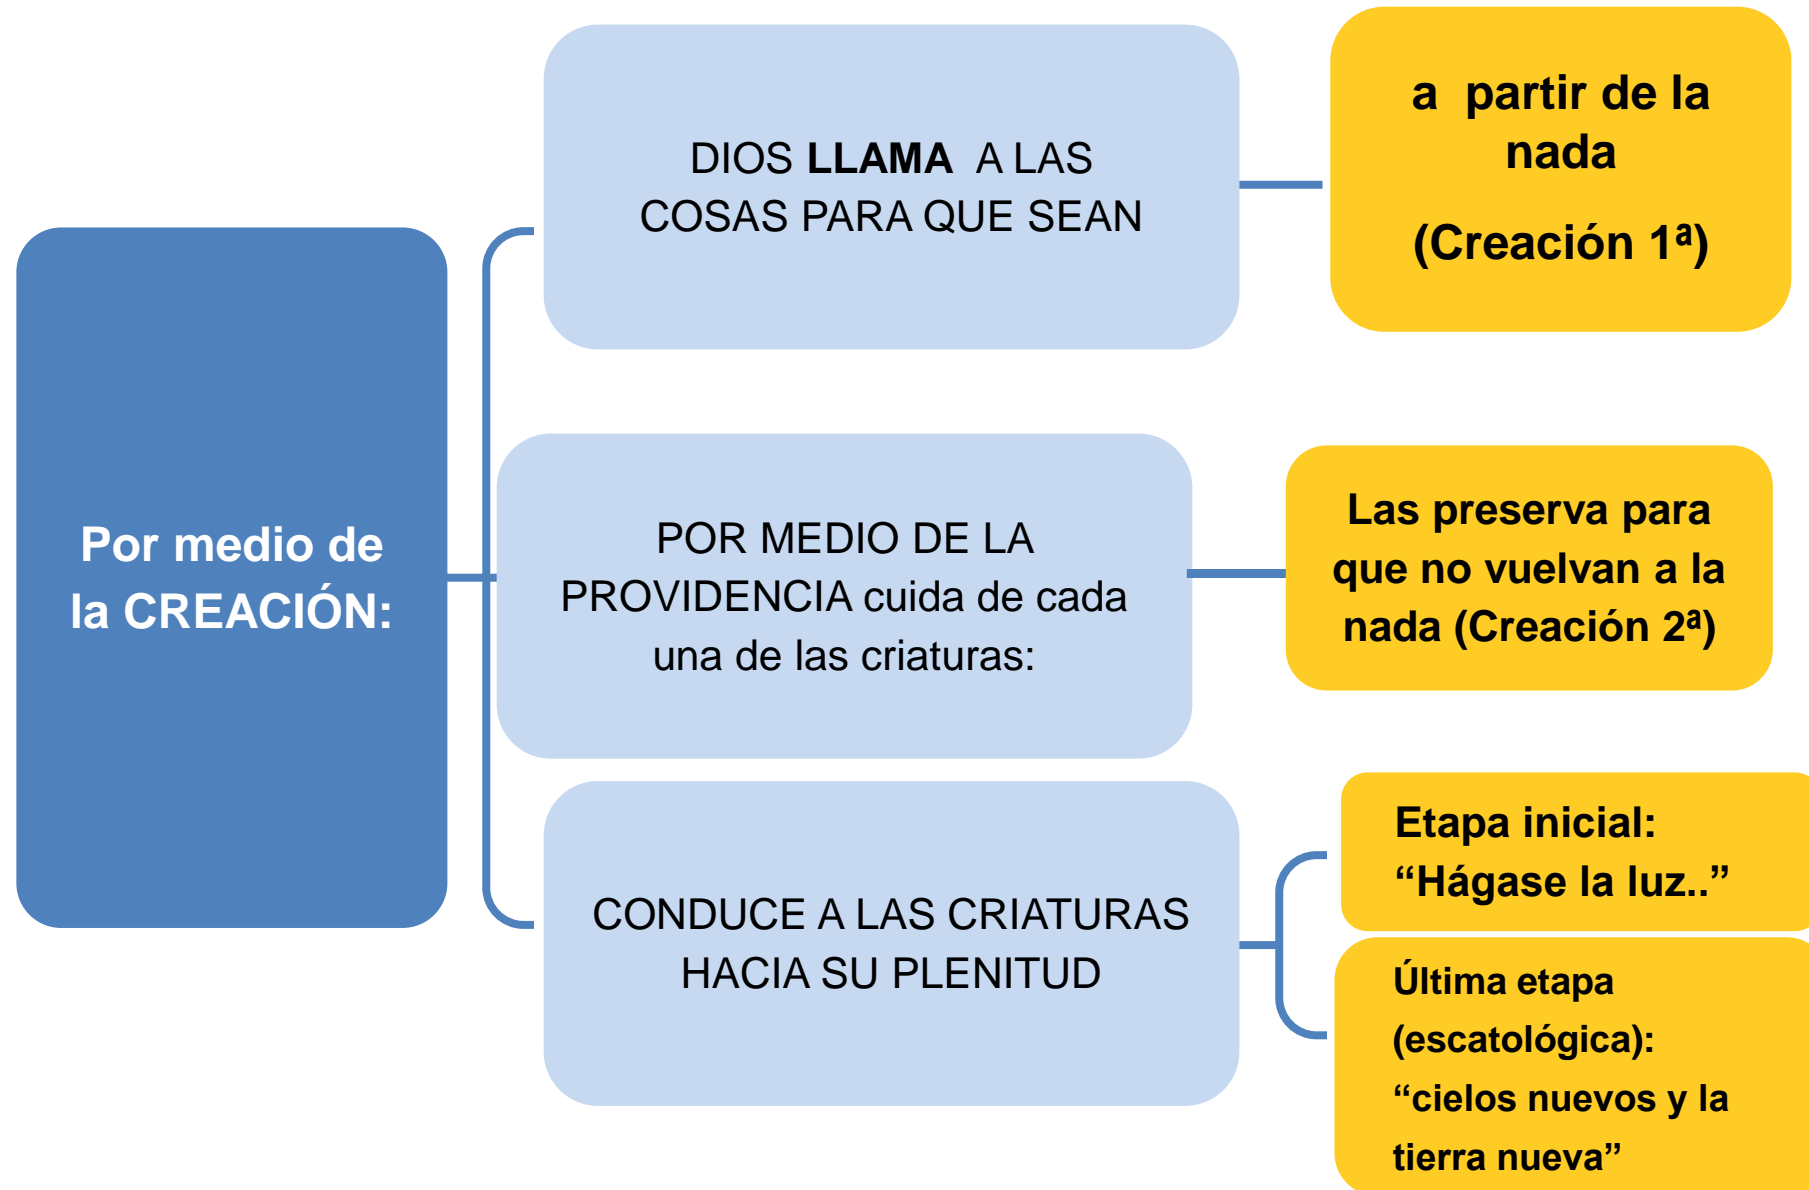 Por medio de
la CREACIÓN:
DIOS LLAMA A LAS
COSAS PARA QUE SEAN
a partir de la
nada
(Creación 1ª)
POR MEDIO DE LA
PROVIDENCIA cuida de cada
una de las criaturas:
Las preserva para
que no vuelvan a la
nada (Creación 2ª)
CONDUCE A LAS CRIATURAS
HACIA SU PLENITUD
Etapa inicial:
“Hágase la luz..”
Última etapa
(escatológica):
“cielos nuevos y la
tierra nueva”